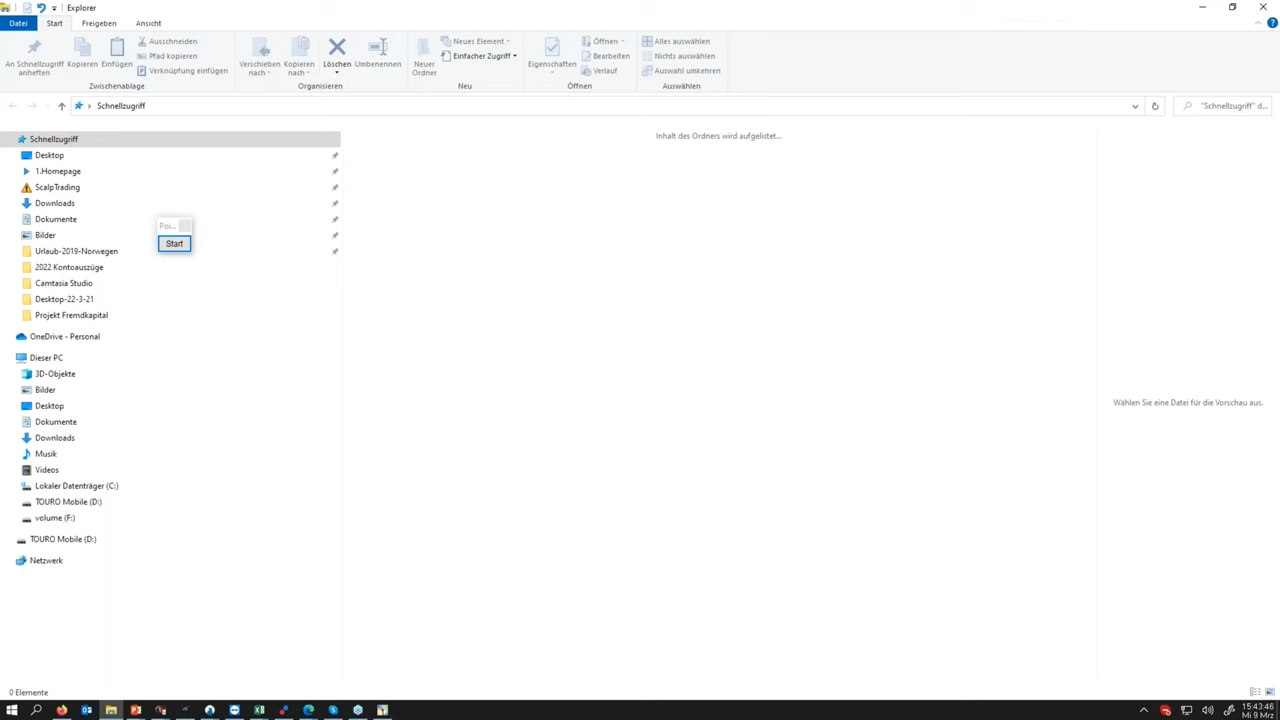 Explorer
Datei Start Freigeben Ansicht
An Schnellzugriff anheften
Kopieren
Einfügen
Ausschneiden
Pfad kopieren
Verknüpfung einfügen
Zwischenablage
Verschieben nach
Kopieren nach
Löschen
Umbenennen
Organisieren
Neuer Ordner
Neues Element
Einfacher Zugriff
Neu
Eigenschaften
Öffnen
Bearbeiten
Verlauf
Öffnen
Alles auswählen
Nichts auswählen
Auswahl umkehren
Auswählen
Schnellzugriff
"Schnellzugriff" d...
Schnellzugriff
Inhalt des Ordners wird aufgelistet...
Desktop
1.Homepage
ScalpTrading
Downloads
Dokumente
Bilder
Urlaub-2019-Norwegen
2022 Kontoauszüge
Camtasia Studio
Desktop-22-3-21
Projekt Fremdkapital
Poi...
Start
OneDrive - Personal
Dieser PC
3D-Objekte
Bilder
Desktop
Dokumente
Downloads
Musik
Videos
Lokaler Datenträger (C:)
TOURO Mobile (D:)
volume (F:)
TOURO Mobile (D:)
Netzwerk
Wählen Sie eine Datei für die Vorschau aus.
0 Elemente
15:43:46
Mi 9 Mrz